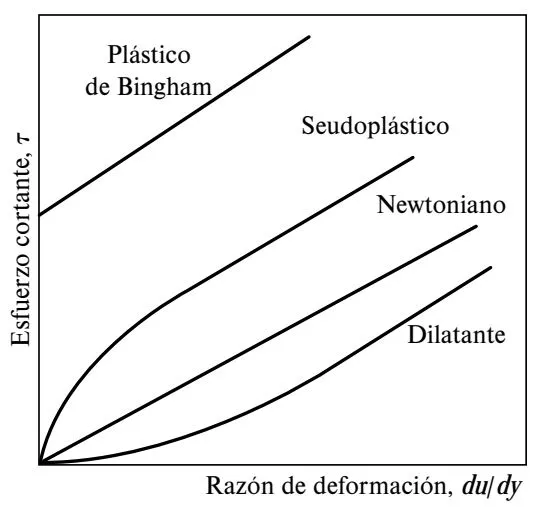 Plástico
de Bingham
Seudoplástico
Newtoniano
Dilatante
Esfuerzo cortante, τ
Razón de deformación, du/dy